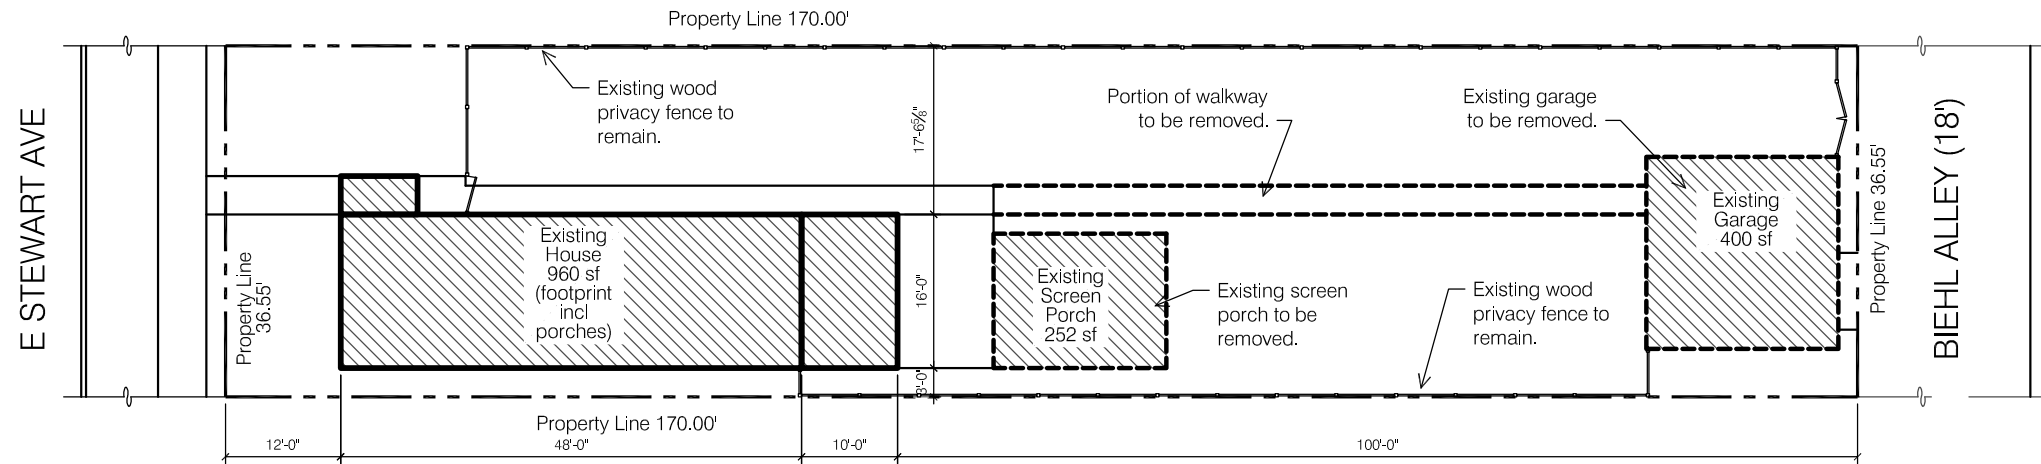 Property Line 170.00'
E STEWART AVE
Existing wood
privacy fence to
remain.
17'-6⅝"
Portion of walkway
to be removed.
Existing garage
to be removed.
BIEHL ALLEY (18')
Property Line 36.55'
Existing
Garage
400 sf
Property Line
36.55'
Existing
House
960 sf
(footprint
incl
porches)
16'-0"
Existing
Screen
Porch
252 sf
Existing screen
porch to be
removed.
Existing wood
privacy fence to
remain.
3'-0"
Property Line 170.00'
12'-0"
48'-0"
10'-0"
100'-0"